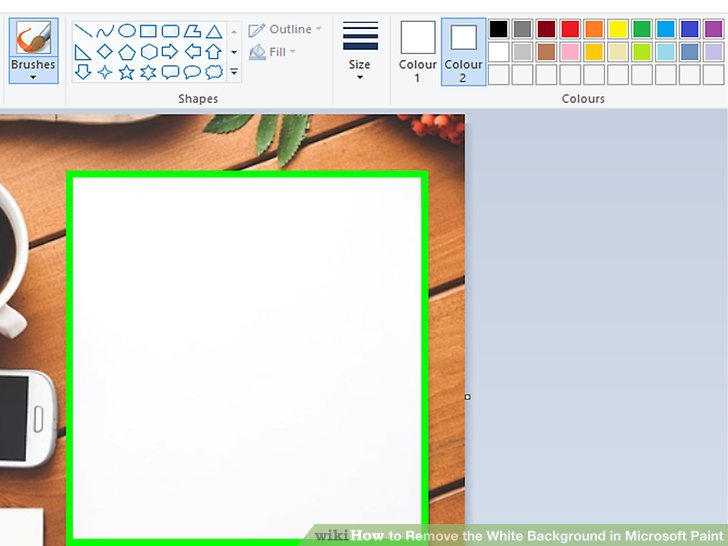 Outline
Fill
Brushes
Size
Colour
1
Colour
2
Shapes
Colours
wikiHow to Remove the White Background in Microsoft Paint